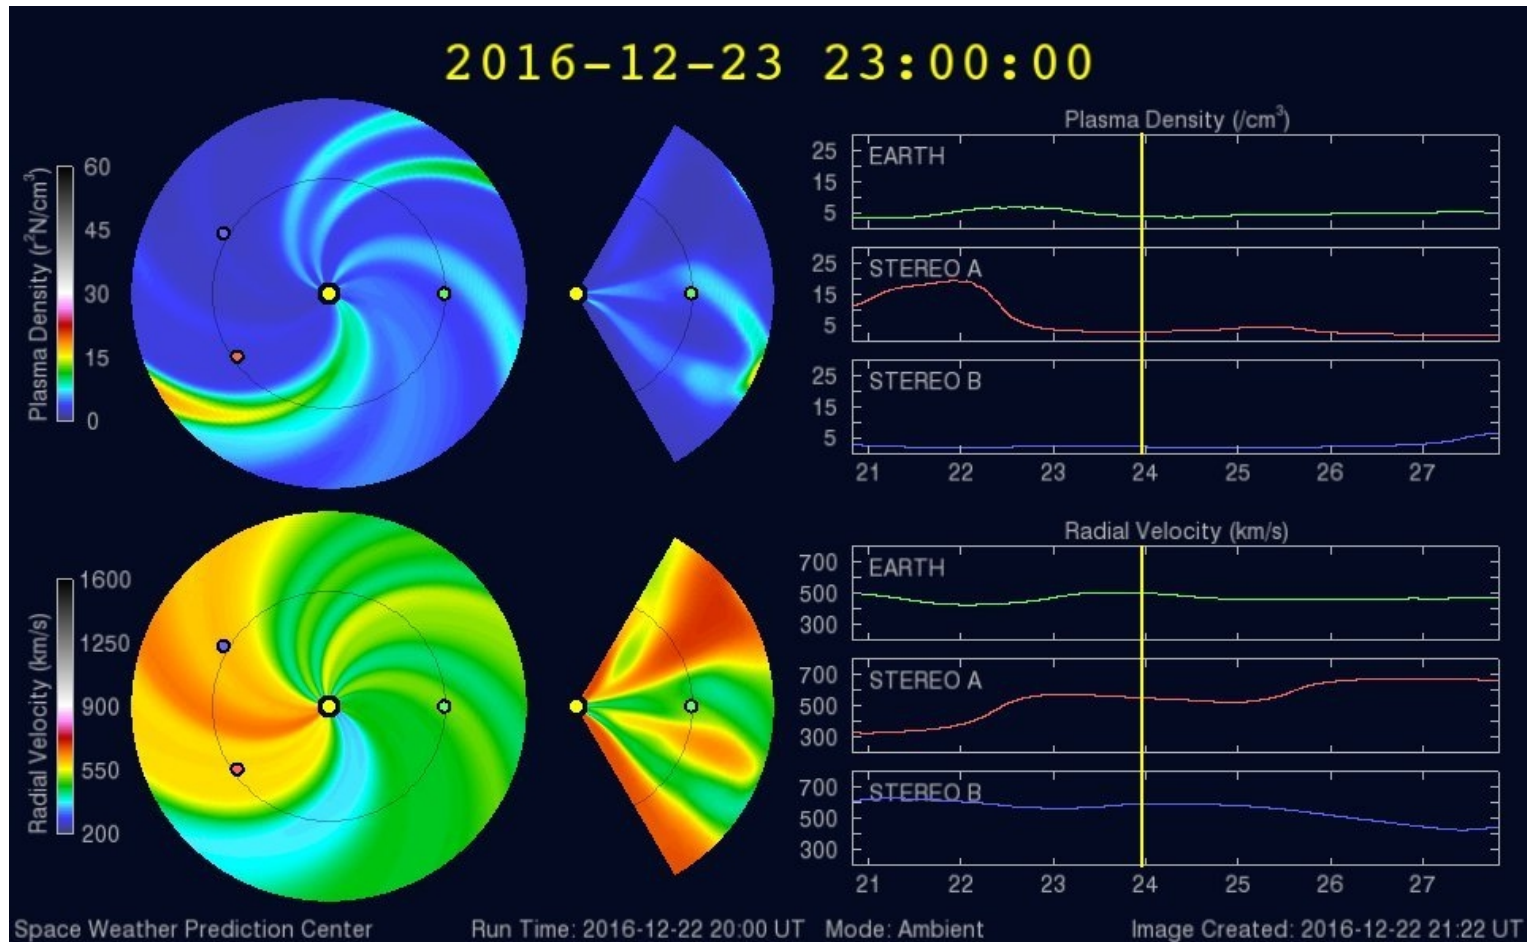 2016-12-23 23:00:00
Plasma Density (r²N/cm³)
60
45
30
15
0
Plasma Density (/cm³)
25
15
5
EARTH
25
15
5
STEREO A
25
15
5
STEREO B
21 22 23 24 25 26 27
Radial Velocity (km/s)
1600
1250
900
550
200
Radial Velocity (km/s)
700
500
300
EARTH
700
500
300
STEREO A
700
500
300
STEREO B
21 22 23 24 25 26 27
Space Weather Prediction Center Run Time: 2016-12-22 20:00 UT Mode: Ambient Image Created: 2016-12-22 21:22 UT